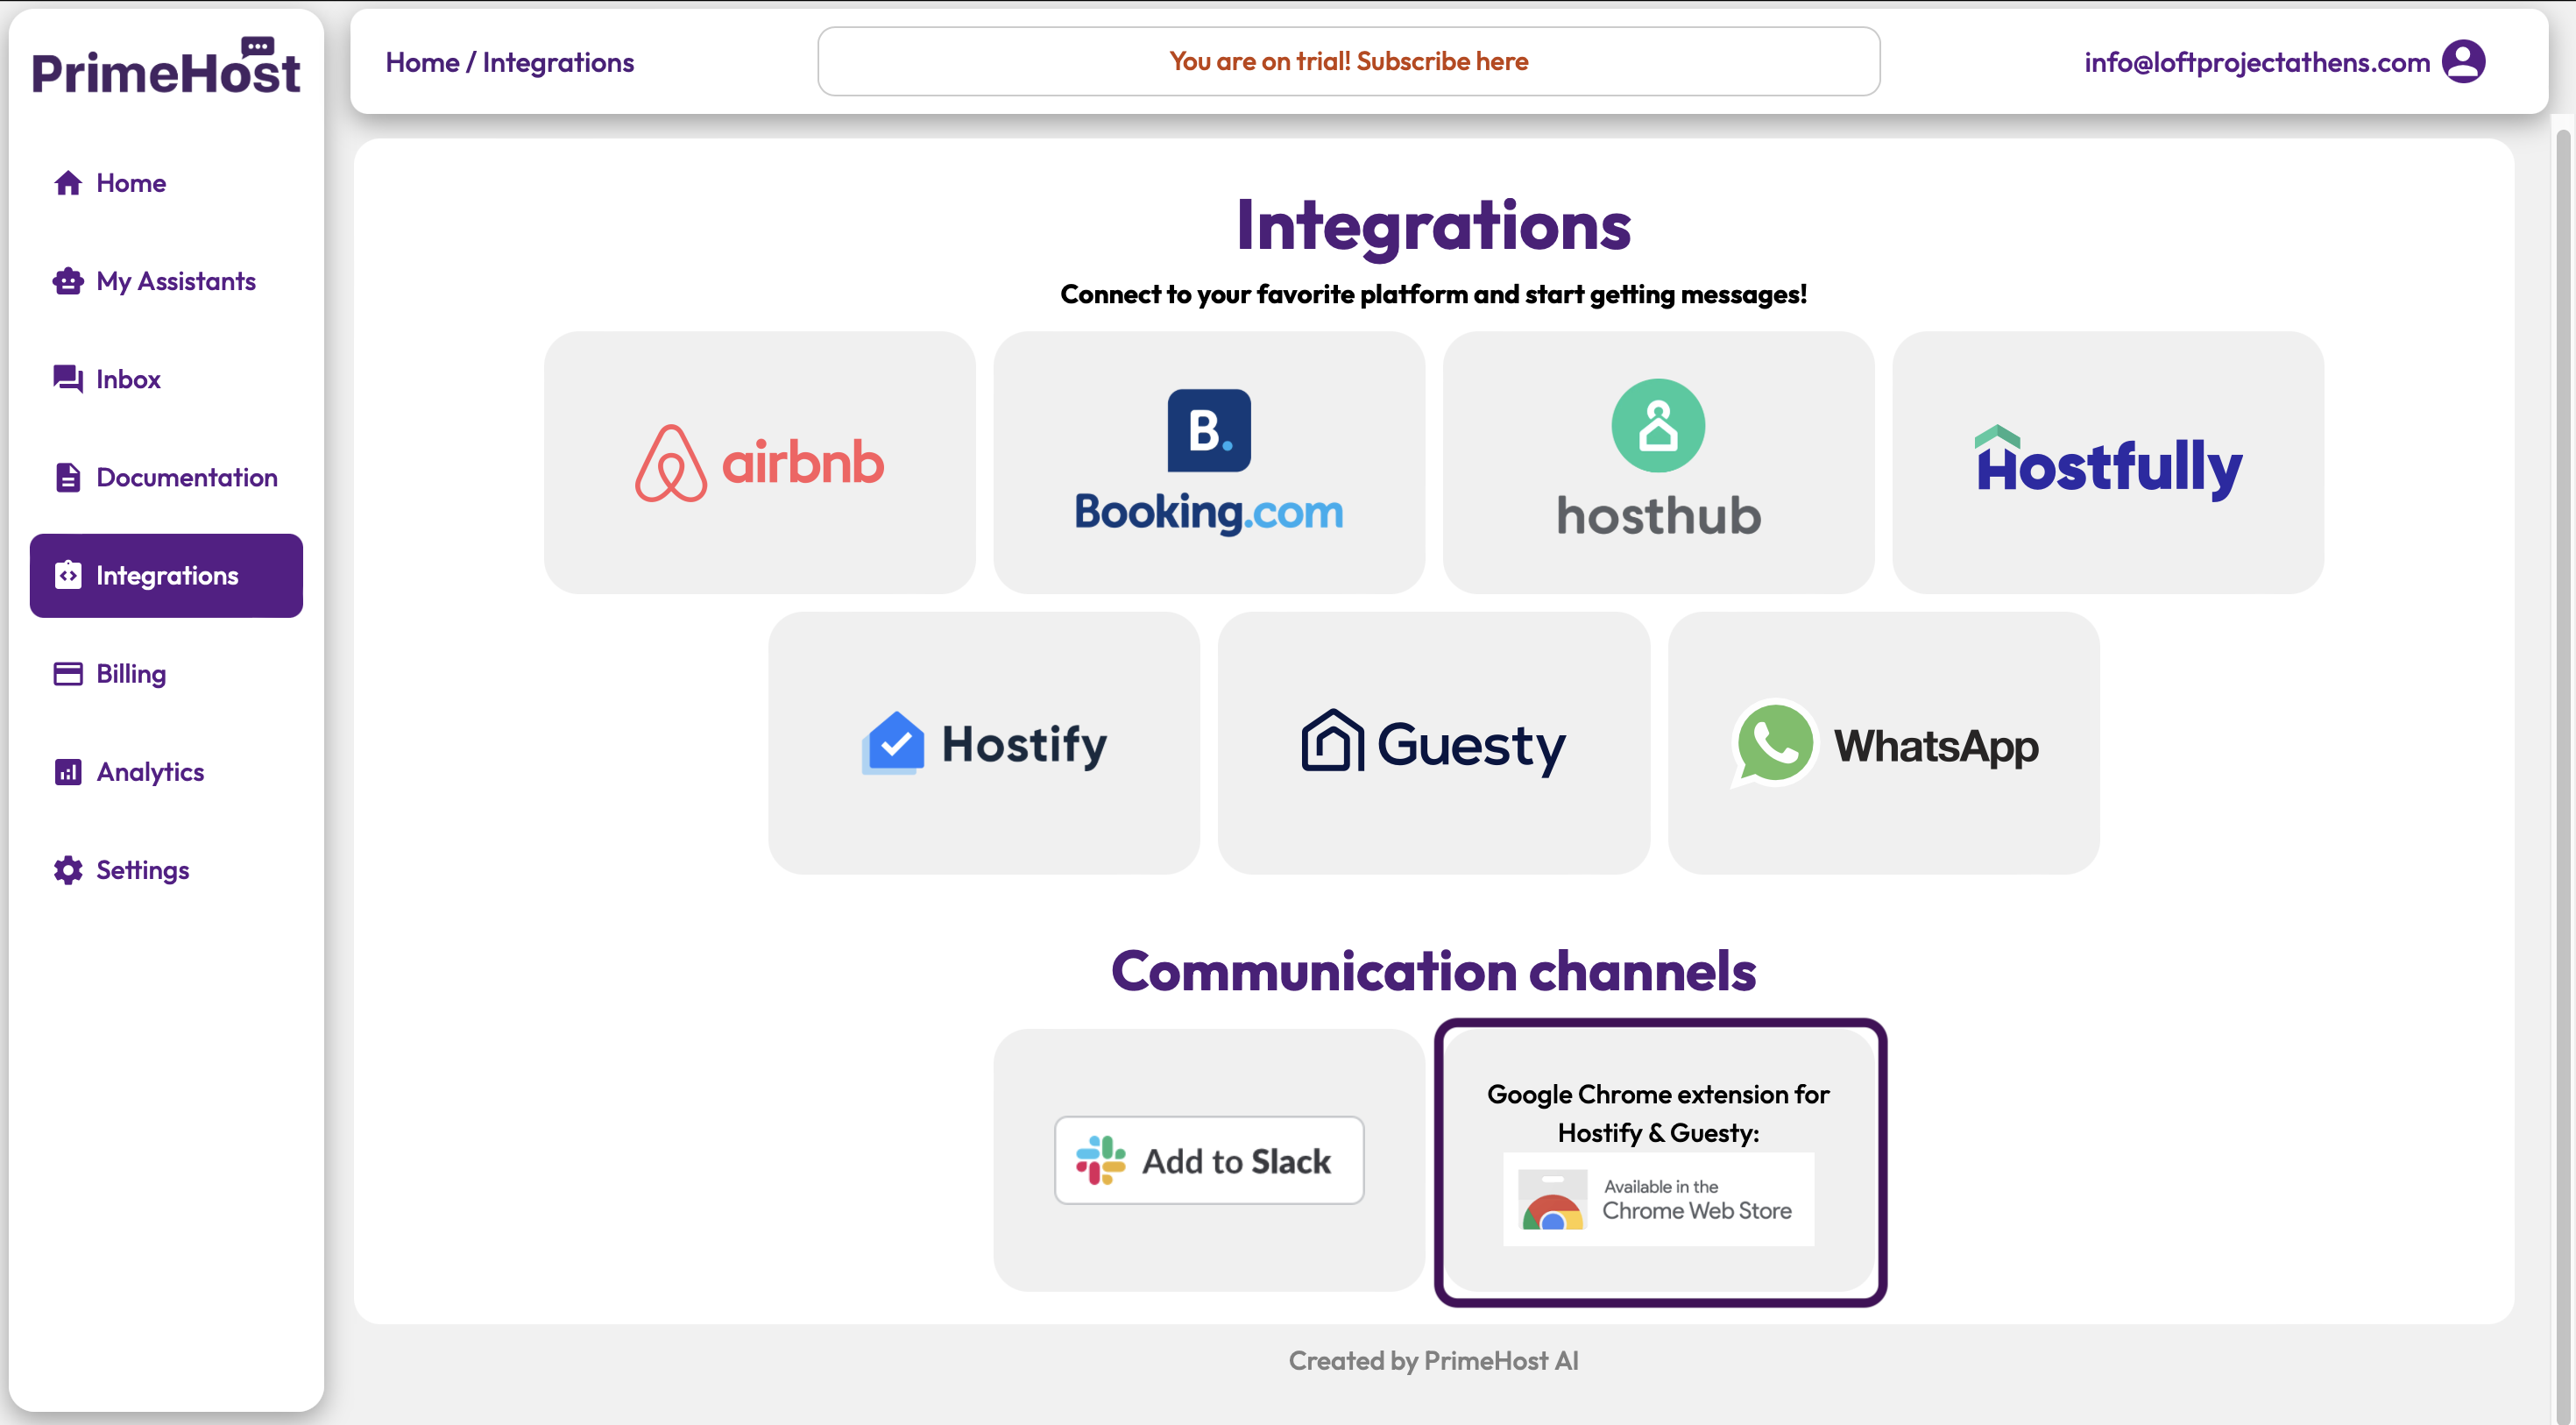 PrimeHost
Home / Integrations
You are on trial! Subscribe here
info@loftprojectathens.com
Home
My Assistants
Inbox
Documentation
Integrations
Billing
Analytics
Settings
Integrations
Connect to your favorite platform and start getting messages!
airbnb
B.
Booking.com
hosthub
Hostfully
Hostify
Guesty
WhatsApp
Communication channels
Add to Slack
Google Chrome extension for
Hostify & Guesty:
Available in the
Chrome Web Store
Created by PrimeHost AI